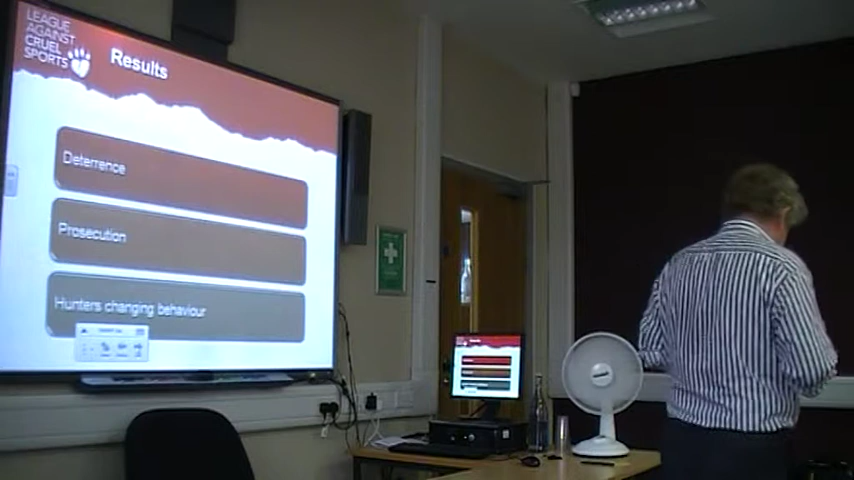 LEAGUE
AGAINST
CRUEL
SPORTS
Results
Deterrence
Prosecution
Hunters changing behaviour